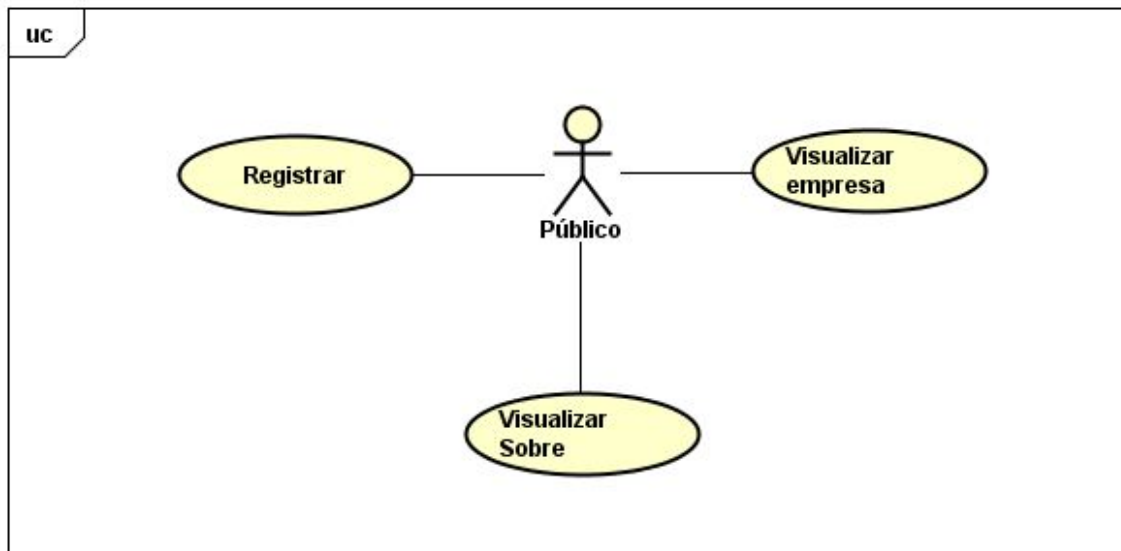 uc
Registrar
Público
Visualizar
empresa
Visualizar
Sobre